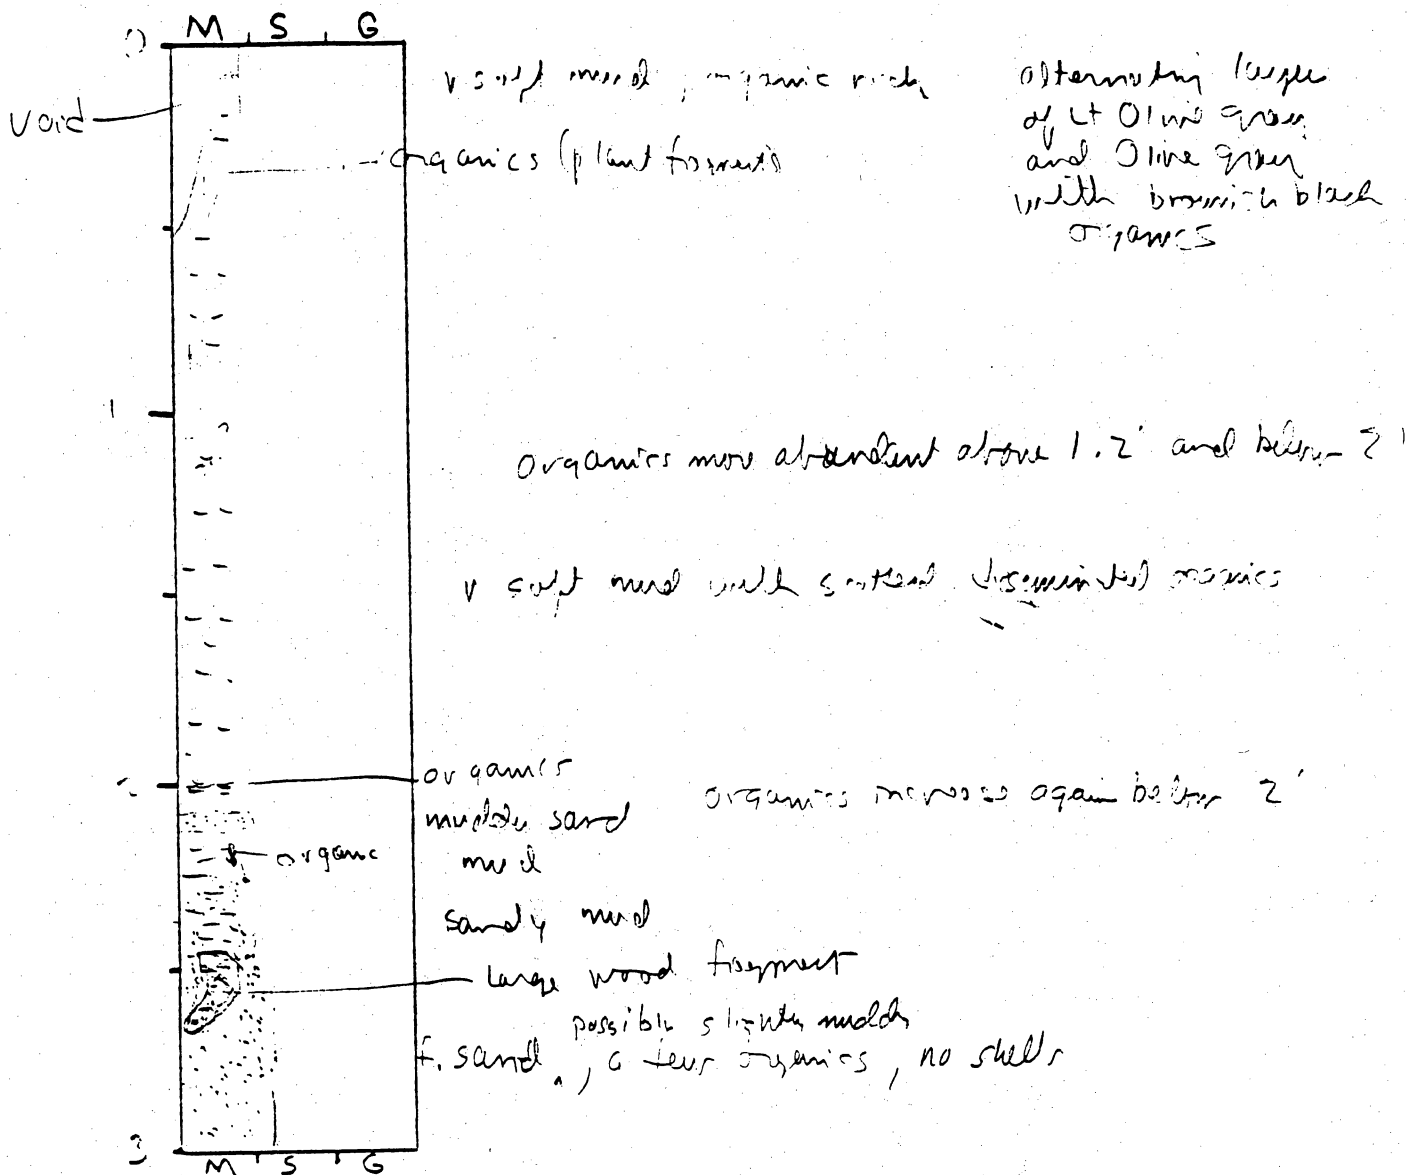 M S G
0
v soft mud, organic rich
alternating layers
of Lt Olive gray
and Olive gray
with brownish black
organics
Void
organics (plant fragments)
1
organics more abundant above 1.2' and below 2'
v soft mud with scattered disseminated organics
2
organics
organics increase again below 2'
muddy sand
organic
mud
sandy mud
Large wood fragment
possibly slightly muddy
f. sand ^, a few organics, no shells
3
M S G